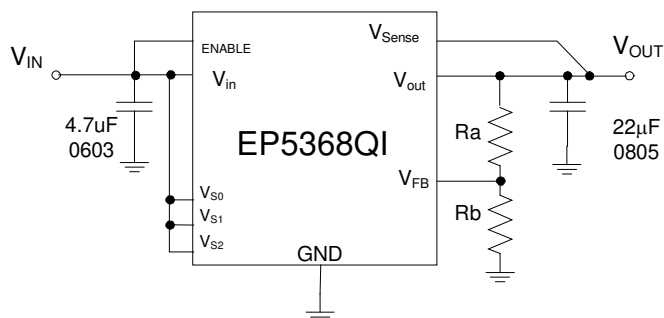 V_Sense
V_IN
ENABLE
V_in
V_OUT
V_out
4.7uF
0603
EP5368QI
Ra
22μF
0805
V_FB
Rb
V_S0
V_S1
V_S2
GND